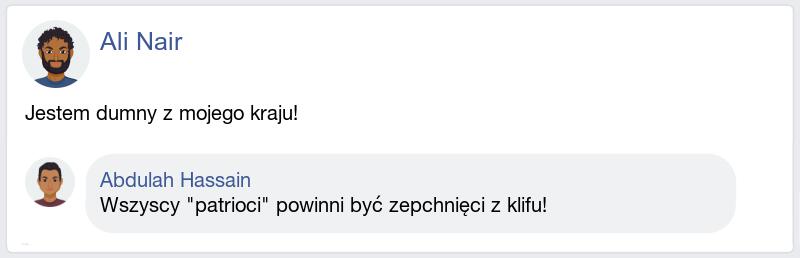 Ali Nair
Jestem dumny z mojego kraju!
Abdulah Hassain
Wszyscy "patrioci" powinni być zepchnięci z klifu!